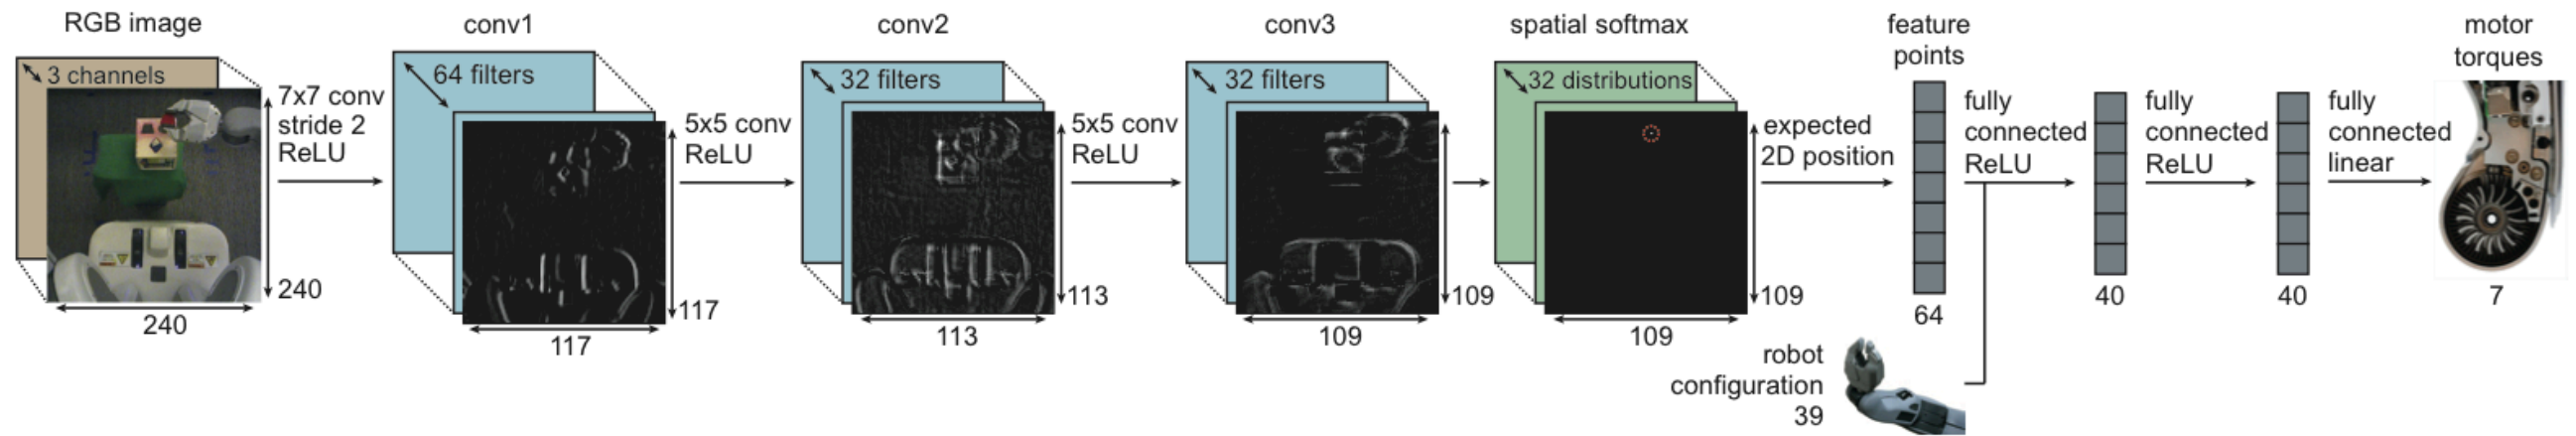 RGB image
3 channels
240
240
7x7 conv
stride 2
ReLU
conv1
64 filters
117
117
5x5 conv
ReLU
conv2
32 filters
113
113
5x5 conv
ReLU
conv3
32 filters
109
109
spatial softmax
32 distributions
109
109
expected
2D position
feature
points
64
robot
configuration
39
fully
connected
ReLU
40
fully
connected
ReLU
40
fully
connected
linear
motor
torques
7